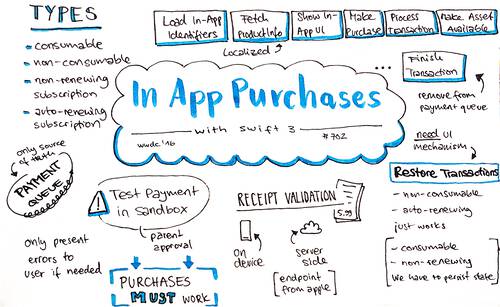 TYPES
- consumable
- non-consumable
- non-renewing
subscription
- auto-renewing
subscription
Load In-App
Identifiers
Fetch
ProductInfo
Localized
Show In-
App UI
Make
Purchase
Process
Transaction
Make Asset
Available
...
Finish
Transaction
remove from
payment queue
In App Purchases
with swift 3
wwdc '16
#702
need UI
mechanism
Restore Transactions
- non-consumable
- auto-renewing
just works
- consumable
- non-renewing
We have to persist state
only source
of truth
PAYMENT
QUEUE
only present
errors to
user if needed
Test Payment
in Sandbox
parent
approval
PURCHASES
MUST WORK
RECEIPT VALIDATION
5.99
on
device
server
side
[endpoint
from apple]